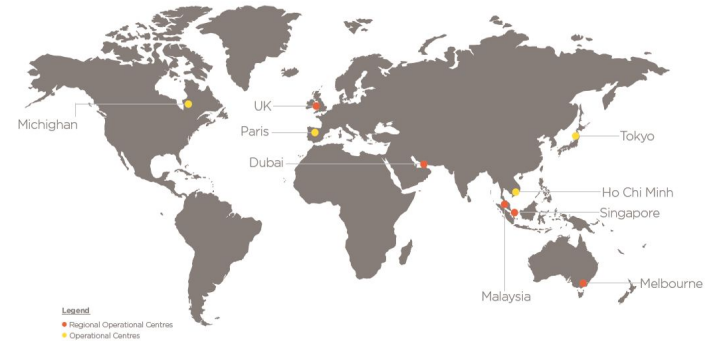 Michighan
UK
Paris
Dubai
Tokyo
Ho Chi Minh
Singapore
Melbourne
Malaysia
Legend
Regional Operational Centres
Operational Centres